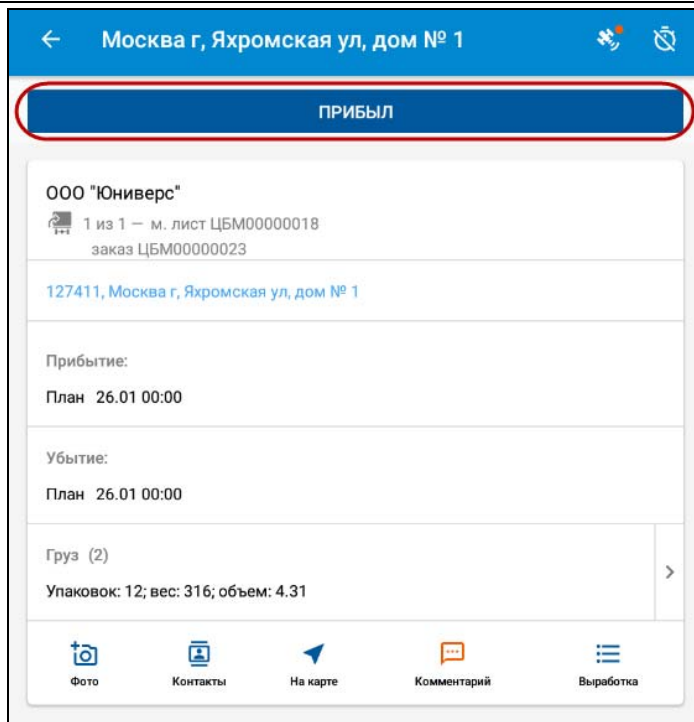 Москва г, Яхромская ул, дом № 1
ПРИБЫЛ
ООО "Юниверс"
1 из 1 — м. лист ЦБМ00000018
заказ ЦБМ00000023
127411, Москва г, Яхромская ул, дом № 1
Прибытие:
План 26.01 00:00
Убытие:
План 26.01 00:00
Груз (2)
Упаковок: 12; вес: 316; объем: 4.31
Фото Контакты На карте Комментарий Выработка